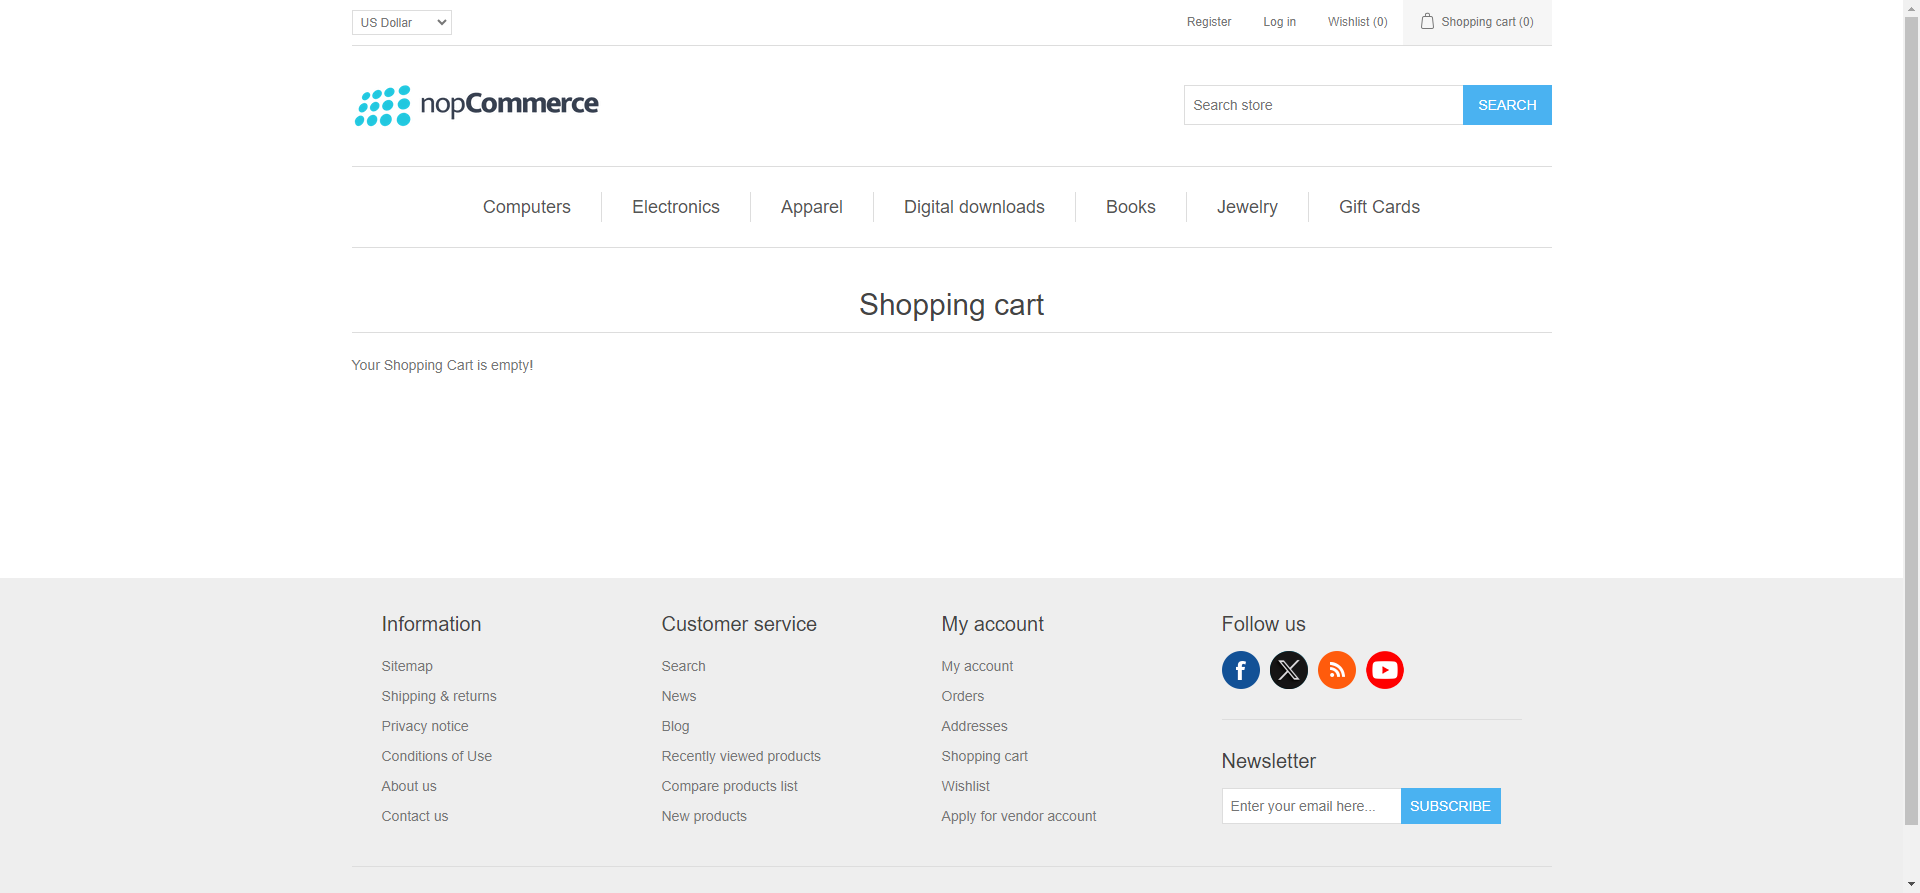 US Dollar
Register
Log in
Wishlist (0)
Shopping cart (0)
nopCommerce
Search store
SEARCH
Computers
Electronics
Apparel
Digital downloads
Books
Jewelry
Gift Cards
Shopping cart
Your Shopping Cart is empty!
Information
Sitemap
Shipping & returns
Privacy notice
Conditions of Use
About us
Contact us
Customer service
Search
News
Blog
Recently viewed products
Compare products list
New products
My account
My account
Orders
Addresses
Shopping cart
Wishlist
Apply for vendor account
Follow us
Newsletter
Enter your email here...
SUBSCRIBE